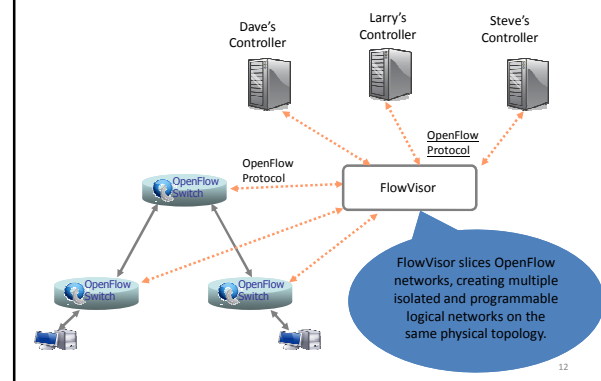 Dave's
Controller
Larry's
Controller
Steve's
Controller
OpenFlow
Protocol
OpenFlow
Protocol
FlowVisor
OpenFlow
Switch
OpenFlow
Switch
OpenFlow
Switch
FlowVisor slices OpenFlow
networks, creating multiple
isolated and programmable
logical networks on the
same physical topology.
12